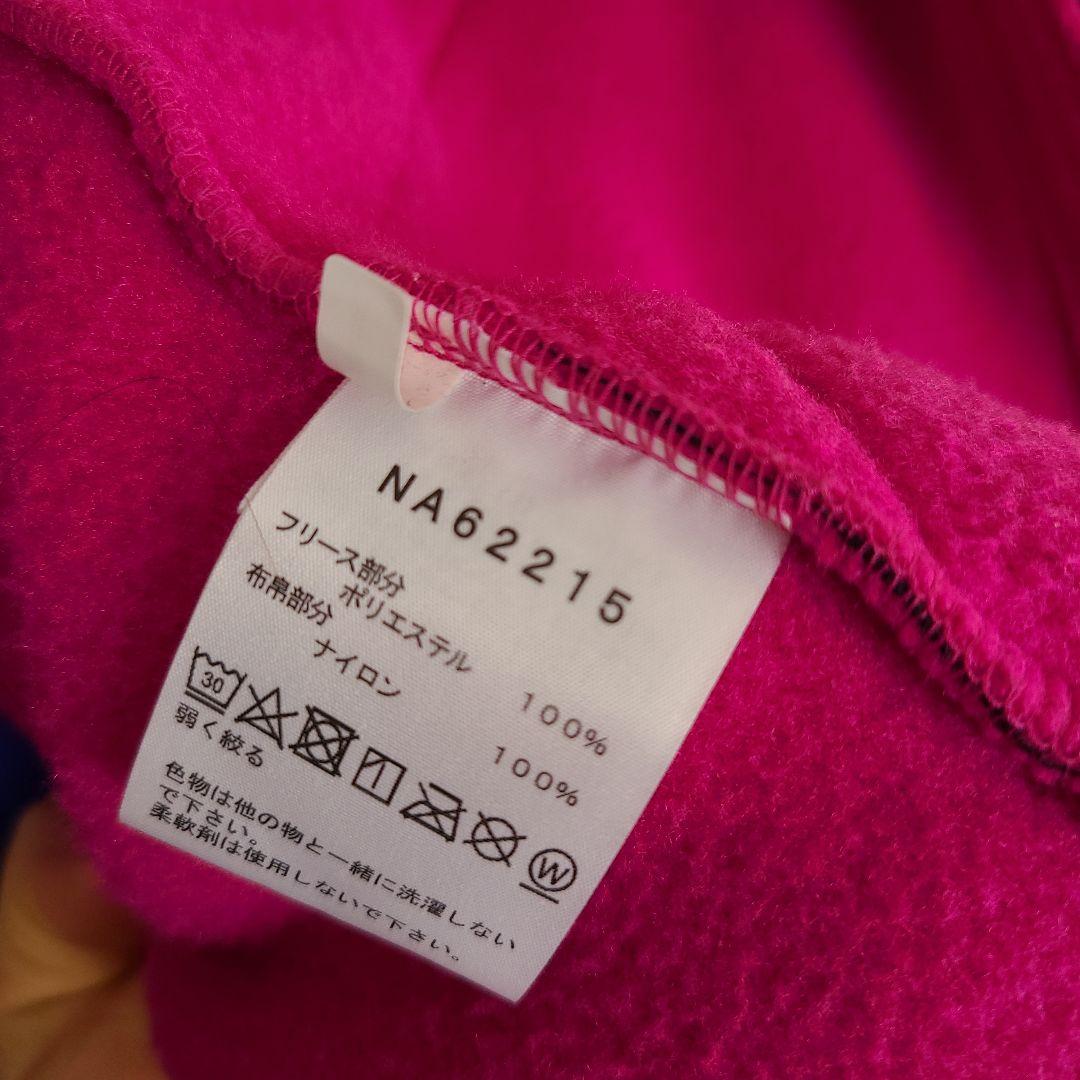 NA62215
フリース部分
ポリエステル 100%
布帛部分
ナイロン 100%
30
弱く絞る
W
色物は他の物と一緒に洗濯しない
で下さい。
柔軟剤は使用しないで下さい。